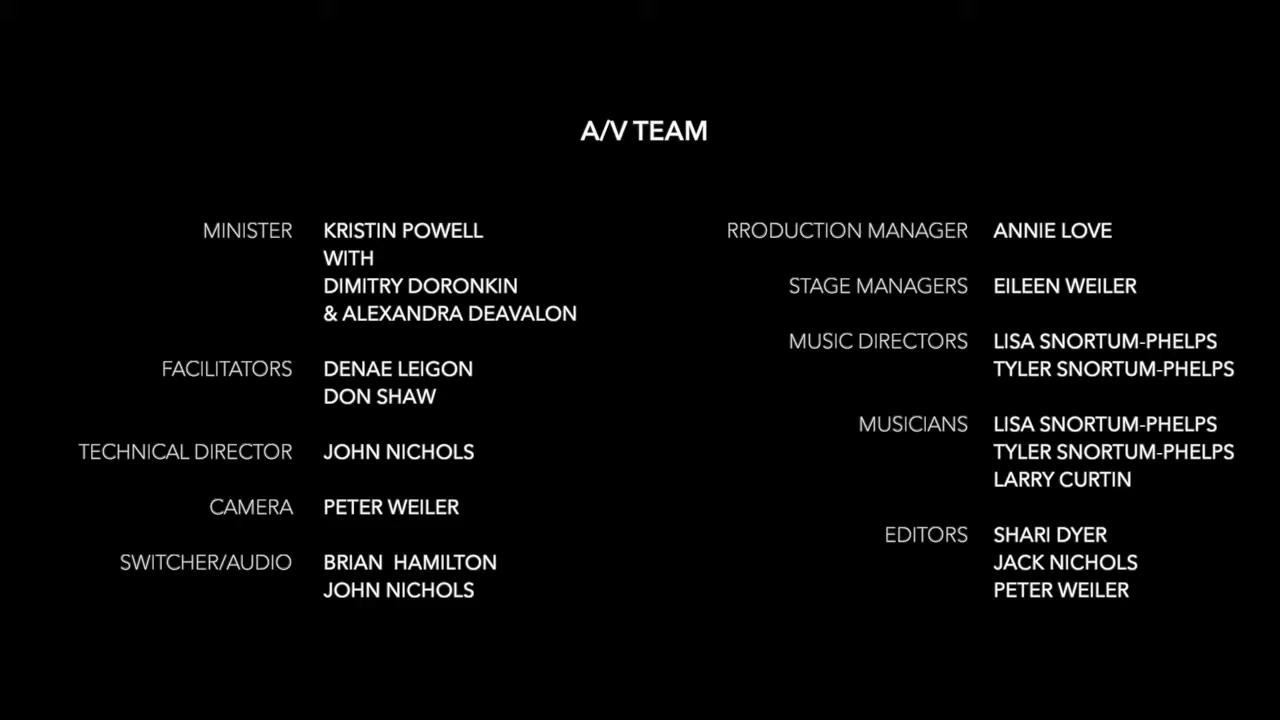 A/V TEAM
MINISTER KRISTIN POWELL
WITH
DIMITRY DORONKIN
& ALEXANDRA DEAVALON
FACILITATORS DENAE LEIGON
DON SHAW
TECHNICAL DIRECTOR JOHN NICHOLS
CAMERA PETER WEILER
SWITCHER/AUDIO BRIAN  HAMILTON
JOHN NICHOLS
RRODUCTION MANAGER ANNIE LOVE
STAGE MANAGERS EILEEN WEILER
MUSIC DIRECTORS LISA SNORTUM-PHELPS
TYLER SNORTUM-PHELPS
MUSICIANS LISA SNORTUM-PHELPS
TYLER SNORTUM-PHELPS
LARRY CURTIN
EDITORS SHARI DYER
JACK NICHOLS
PETER WEILER